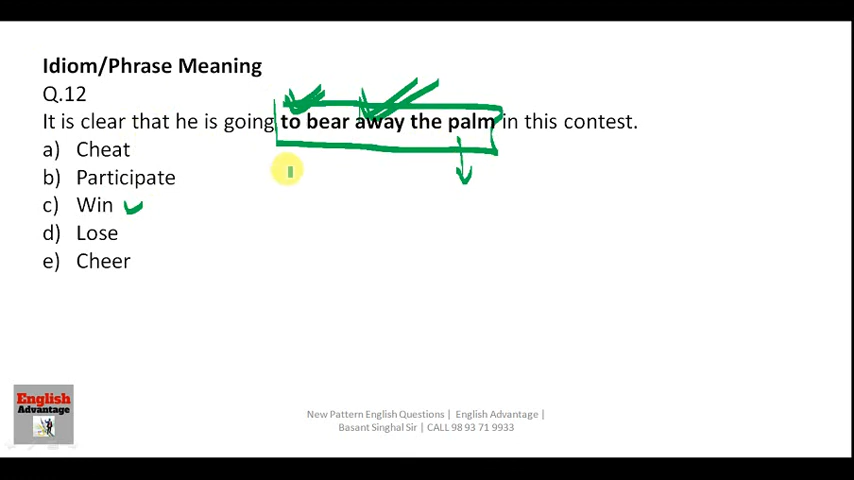 Idiom/Phrase Meaning
Q.12
It is clear that he is going to bear away the palm in this contest.
a) Cheat
b) Participate
c) Win
d) Lose
e) Cheer
English
Advantage
New Pattern English Questions | English Advantage |
Basant Singhal Sir | CALL 98 93 71 9933